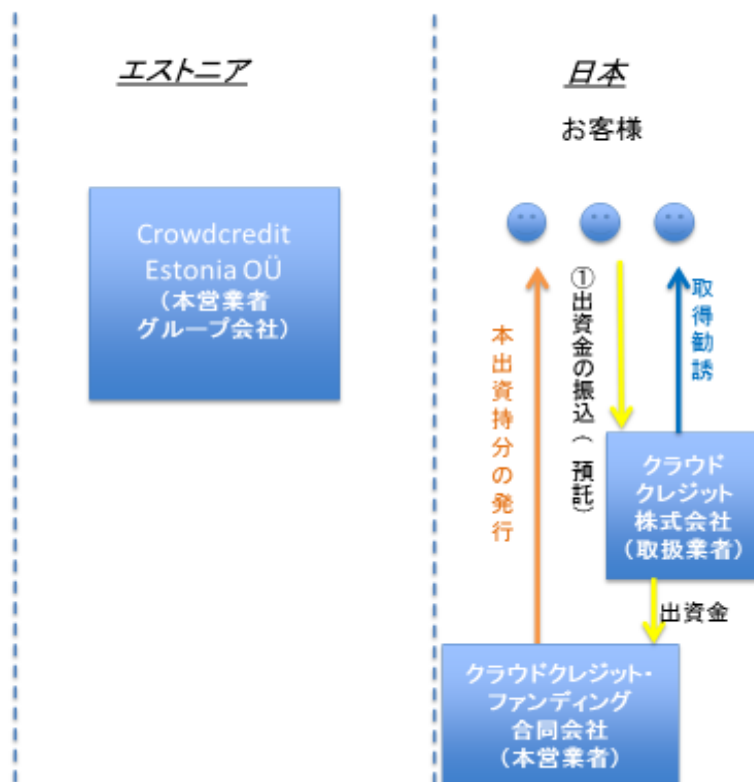 エストニア
日本
お客様
Crowdcredit
Estonia OÜ
(本営業者
グループ会社)
①出資金の振込(預託)
取得勧誘
本出資持分の発行
クラウド
クレジット
株式会社
(取扱業者)
出資金
クラウドクレジット・
ファンディング
合同会社
(本営業者)